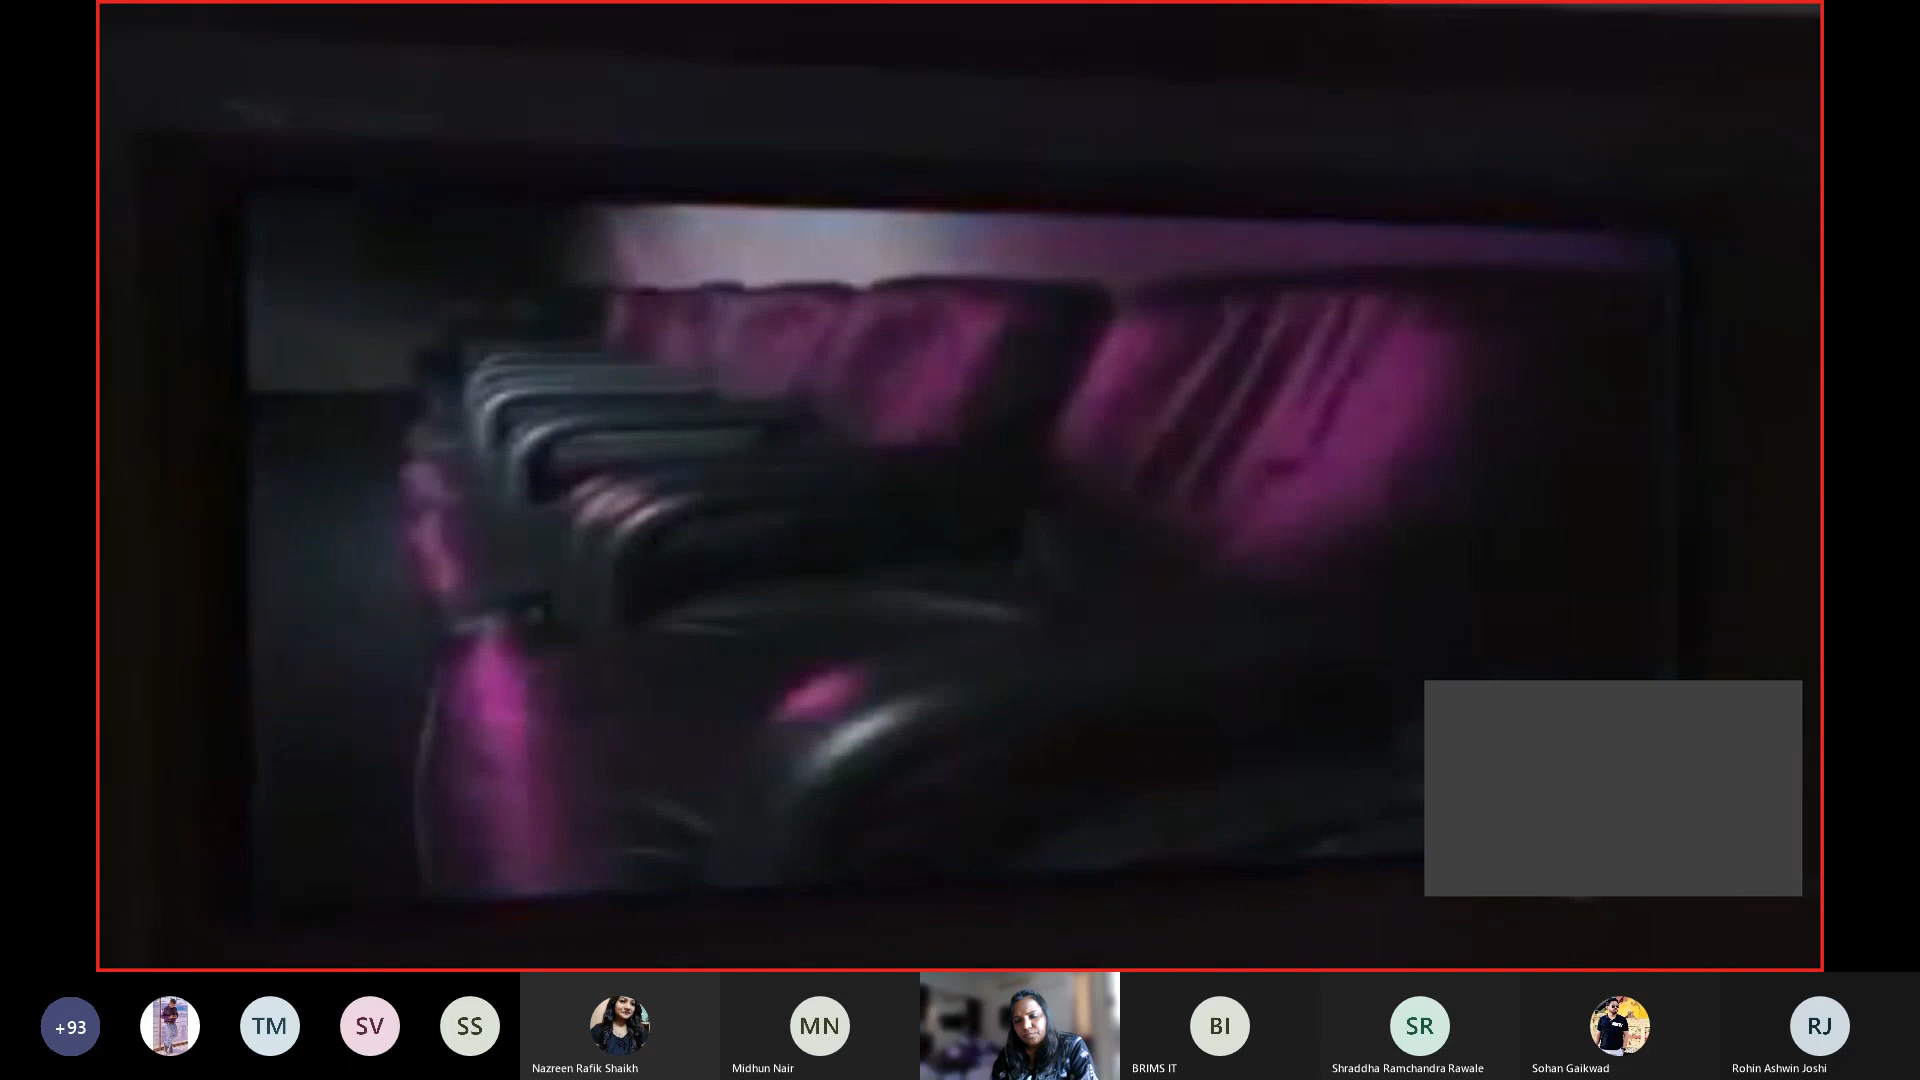 +93
TM
SV
SS
Nazreen Rafik Shaikh
MN
Midhun Nair
BI
BRIMS IT
SR
Shraddha Ramchandra Rawale
Sohan Gaikwad
RJ
Rohin Ashwin Joshi